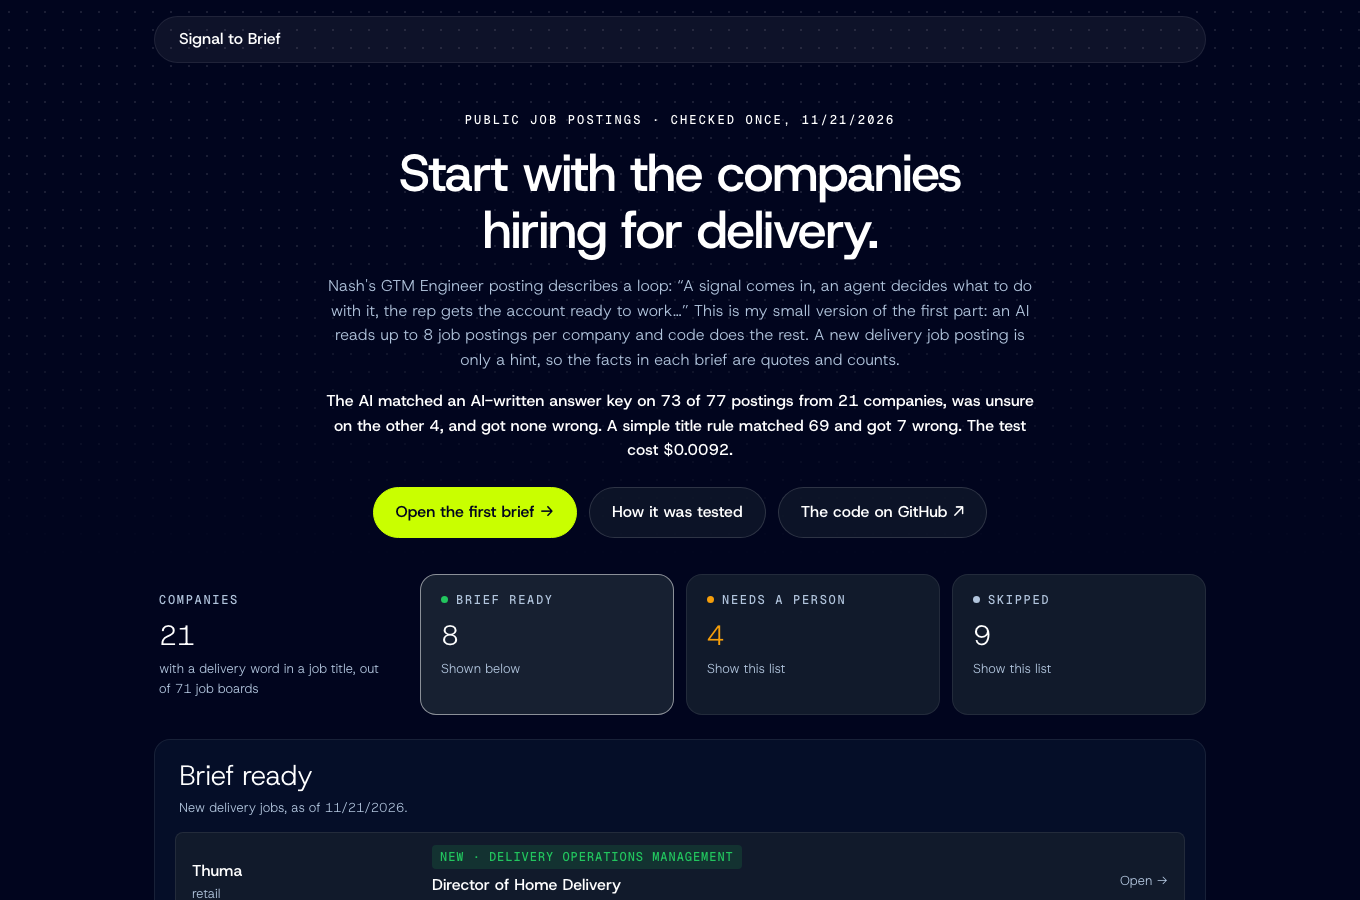 Signal to Brief
PUBLIC JOB POSTINGS · CHECKED ONCE, 11/21/2026
Start with the companies
hiring for delivery.
Nash's GTM Engineer posting describes a loop: “A signal comes in, an agent decides what to do
with it, the rep gets the account ready to work…” This is my small version of the first part: an AI
reads up to 8 job postings per company and code does the rest. A new delivery job posting is
only a hint, so the facts in each brief are quotes and counts.
The AI matched an AI-written answer key on 73 of 77 postings from 21 companies, was unsure
on the other 4, and got none wrong. A simple title rule matched 69 and got 7 wrong. The test
cost $0.0092.
Open the first brief →
How it was tested
The code on GitHub ↗
COMPANIES
21
with a delivery word in a job title, out
of 71 job boards
BRIEF READY
8
Shown below
NEEDS A PERSON
4
Show this list
SKIPPED
9
Show this list
Brief ready
New delivery jobs, as of 11/21/2026.
Thuma
retail
NEW · DELIVERY OPERATIONS MANAGEMENT
Director of Home Delivery
Open →